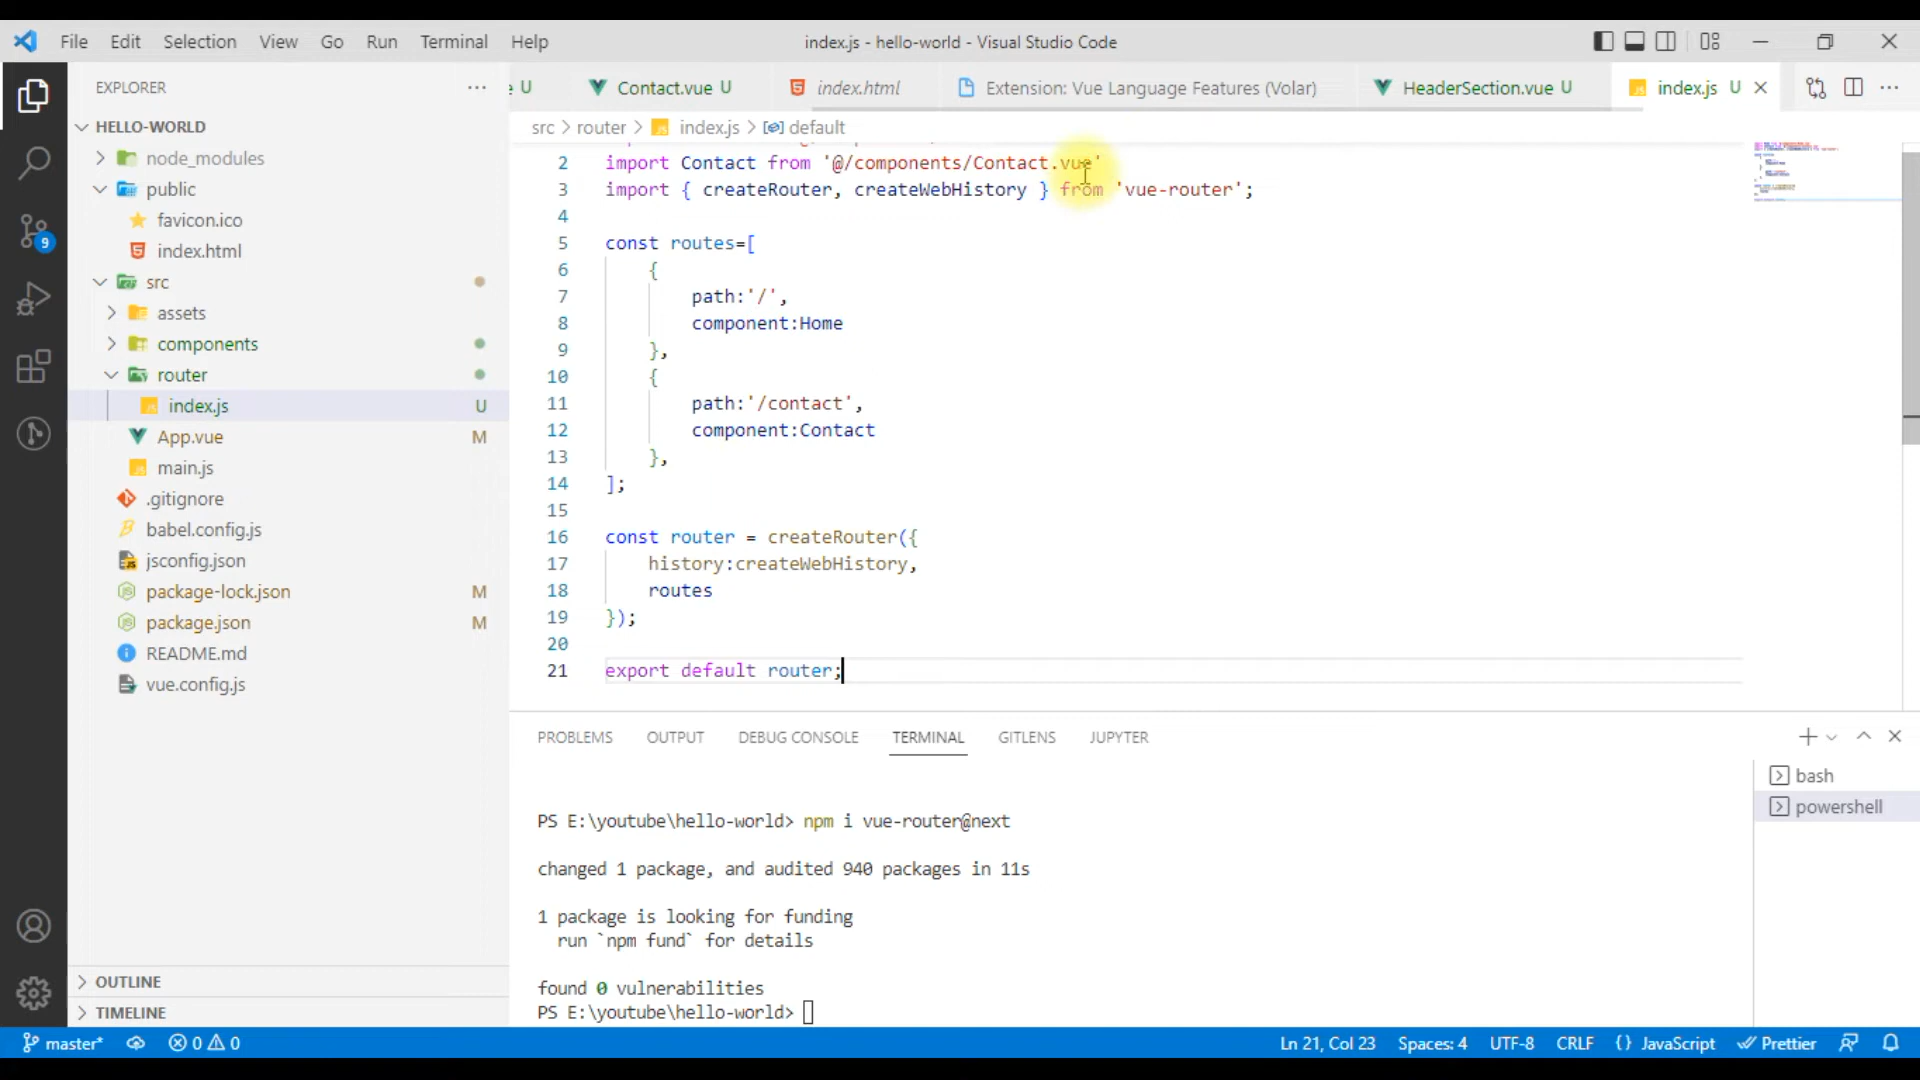 File Edit Selection View Go Run Terminal Help
index.js - hello-world - Visual Studio Code
EXPLORER
U
Contact.vue U
index.html
Extension: Vue Language Features (Volar)
HeaderSection.vue U
index.js U
src > router > index.js > default
HELLO-WORLD
node_modules
public
favicon.ico
index.html
src
assets
components
router
index.js U
App.vue M
main.js
.gitignore
babel.config.js
jsconfig.json
package-lock.json M
package.json M
README.md
vue.config.js
OUTLINE
TIMELINE
9
2 import Contact from '@/components/Contact.vue'
3 import { createRouter, createWebHistory } from 'vue-router';
4
5 const routes=[
6 {
7 path:'/',
8 component:Home
9 },
10 {
11 path:'/contact',
12 component:Contact
13 },
14 ];
15
16 const router = createRouter({
17 history:createWebHistory,
18 routes
19 });
20
21 export default router;
PROBLEMS OUTPUT DEBUG CONSOLE TERMINAL GITLENS JUPYTER
PS E:\youtube\hello-world> npm i vue-router@next
changed 1 package, and audited 940 packages in 11s
1 package is looking for funding
run `npm fund` for details
found 0 vulnerabilities
PS E:\youtube\hello-world>
bash
powershell
master* 0 0
Ln 21, Col 23 Spaces: 4 UTF-8 CRLF {} JavaScript Prettier